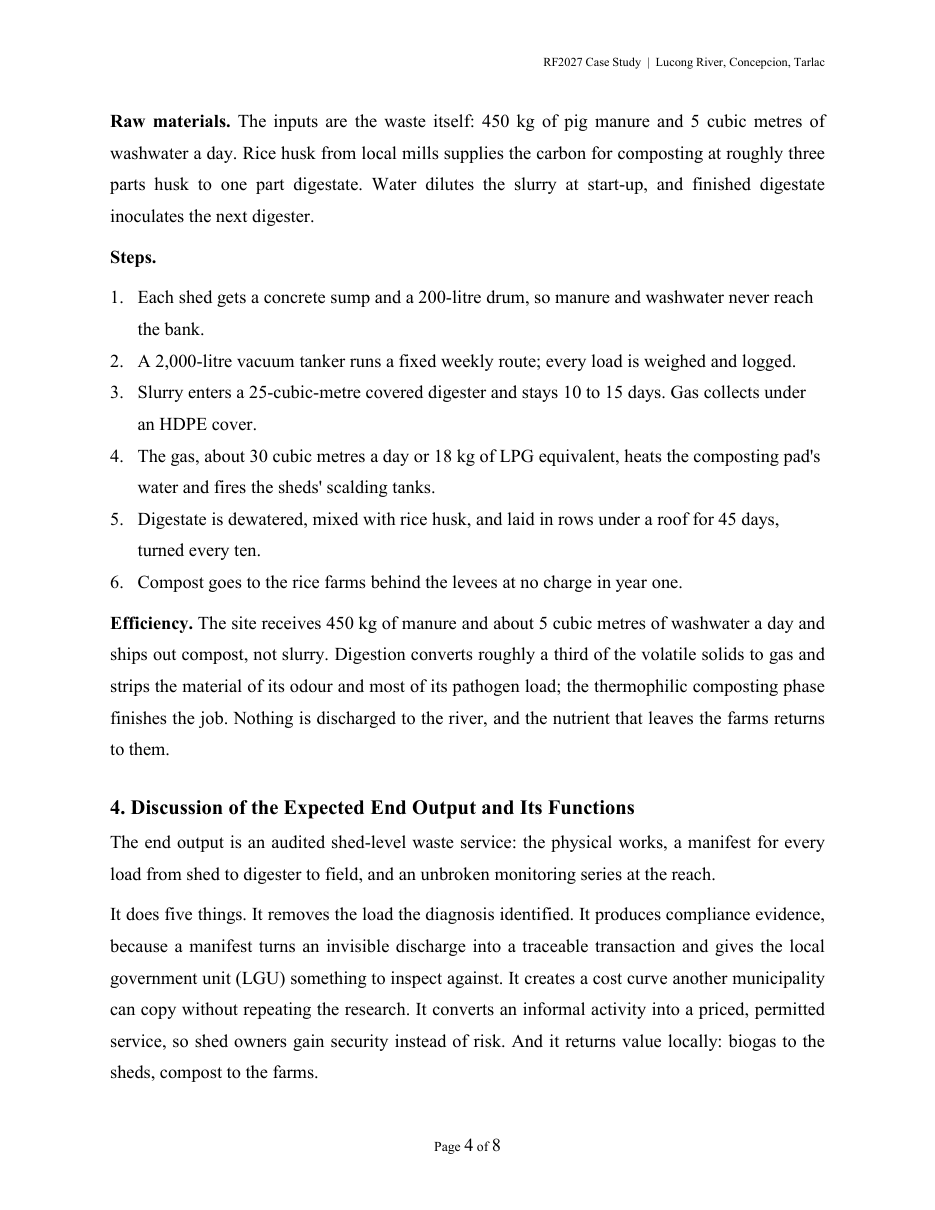 RF2027 Case Study | Lucong River, Concepcion, Tarlac
Raw materials. The inputs are the waste itself: 450 kg of pig manure and 5 cubic metres of
washwater a day. Rice husk from local mills supplies the carbon for composting at roughly three
parts husk to one part digestate. Water dilutes the slurry at start-up, and finished digestate
inoculates the next digester.
Steps.
1. Each shed gets a concrete sump and a 200-litre drum, so manure and washwater never reach
the bank.
2. A 2,000-litre vacuum tanker runs a fixed weekly route; every load is weighed and logged.
3. Slurry enters a 25-cubic-metre covered digester and stays 10 to 15 days. Gas collects under
an HDPE cover.
4. The gas, about 30 cubic metres a day or 18 kg of LPG equivalent, heats the composting pad's
water and fires the sheds' scalding tanks.
5. Digestate is dewatered, mixed with rice husk, and laid in rows under a roof for 45 days,
turned every ten.
6. Compost goes to the rice farms behind the levees at no charge in year one.
Efficiency. The site receives 450 kg of manure and about 5 cubic metres of washwater a day and
ships out compost, not slurry. Digestion converts roughly a third of the volatile solids to gas and
strips the material of its odour and most of its pathogen load; the thermophilic composting phase
finishes the job. Nothing is discharged to the river, and the nutrient that leaves the farms returns
to them.
4. Discussion of the Expected End Output and Its Functions
The end output is an audited shed-level waste service: the physical works, a manifest for every
load from shed to digester to field, and an unbroken monitoring series at the reach.
It does five things. It removes the load the diagnosis identified. It produces compliance evidence,
because a manifest turns an invisible discharge into a traceable transaction and gives the local
government unit (LGU) something to inspect against. It creates a cost curve another municipality
can copy without repeating the research. It converts an informal activity into a priced, permitted
service, so shed owners gain security instead of risk. And it returns value locally: biogas to the
sheds, compost to the farms.
Page 4 of 8